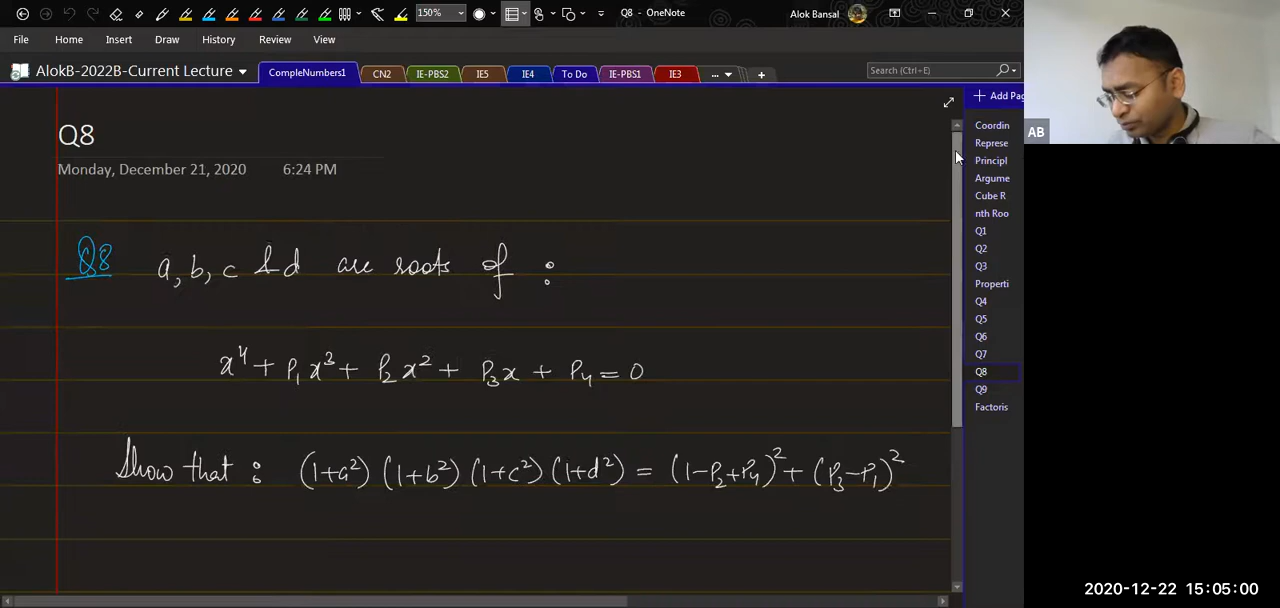 150%
Q8 - OneNote
Alok Bansal
File Home Insert Draw History Review View
AlokB-2022B-Current Lecture
CompleNumbers1 CN2 IE-PBS2 IE5 IE4 To Do IE-PBS1 IE3 ...
Search (Ctrl+E)
Add Pag
AB
Q8
Monday, December 21, 2020 6:24 PM
Q8 a, b, c & d are roots of :
x⁴ + P₁x³ + P₂x² + P₃x + P₄ = 0
Show that : (1+a²) (1+b²) (1+c²) (1+d²) = (1-P₂+P₄)² + (P₃-P₁)²
Coordin
Represe
Principl
Argume
Cube R
nth Roo
Q1
Q2
Q3
Properti
Q4
Q5
Q6
Q7
Q8
Q9
Factoris
2020-12-22 15:05:00